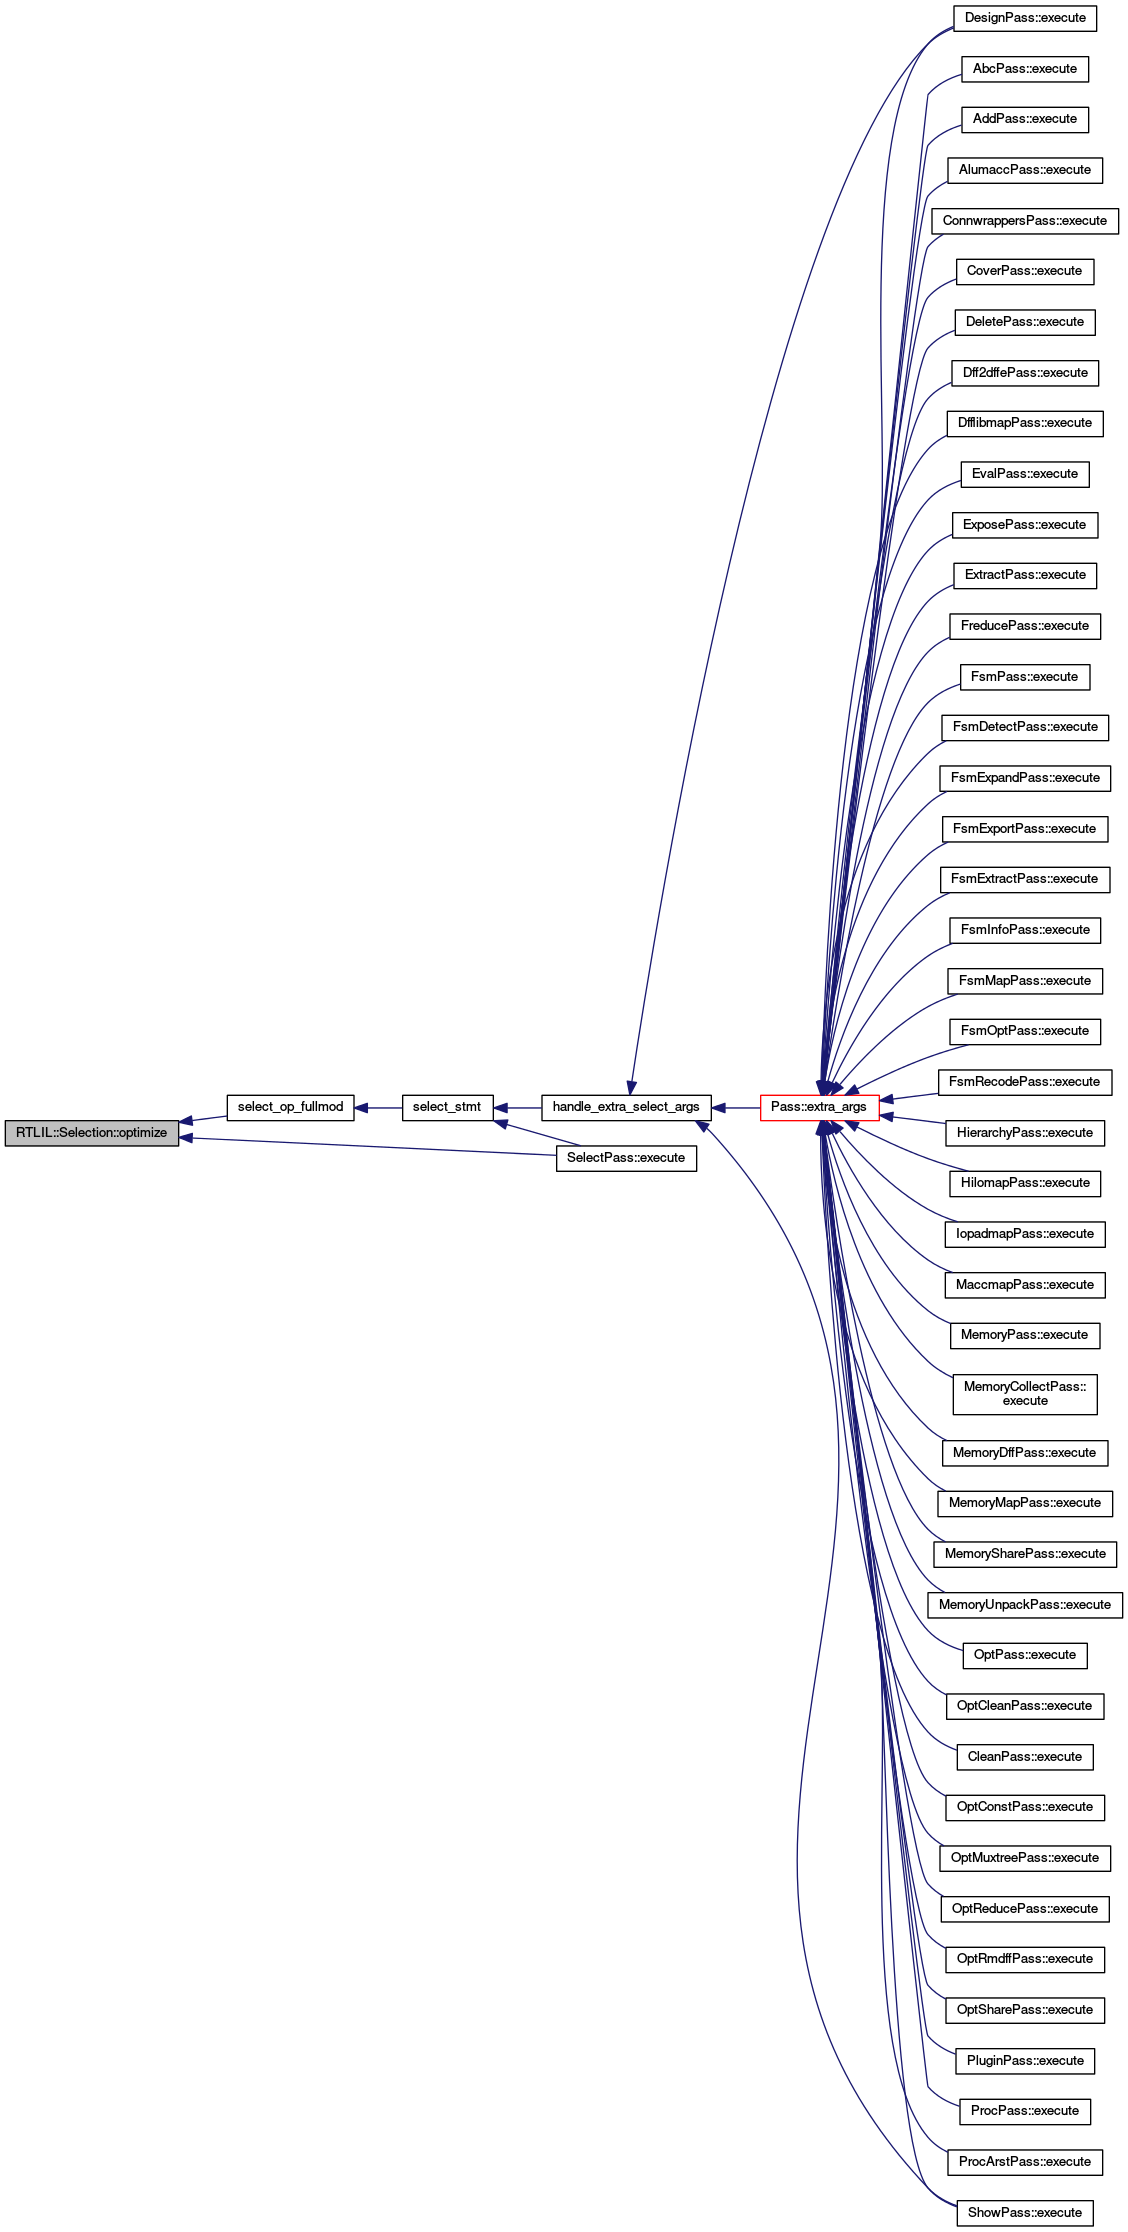 DesignPass::execute
AbcPass::execute
AddPass::execute
AlumaccPass::execute
ConnwrappersPass::execute
CoverPass::execute
DeletePass::execute
Dff2dffePass::execute
DfflibmapPass::execute
EvalPass::execute
ExposePass::execute
ExtractPass::execute
FreducePass::execute
FsmPass::execute
FsmDetectPass::execute
FsmExpandPass::execute
FsmExportPass::execute
FsmExtractPass::execute
FsmInfoPass::execute
FsmMapPass::execute
FsmOptPass::execute
FsmRecodePass::execute
RTLIL::Selection::optimize
select_op_fullmod
select_stmt
handle_extra_select_args
SelectPass::execute
Pass::extra_args
HierarchyPass::execute
HilomapPass::execute
IopadmapPass::execute
MaccmapPass::execute
MemoryPass::execute
MemoryCollectPass::
execute
MemoryDffPass::execute
MemoryMapPass::execute
MemorySharePass::execute
MemoryUnpackPass::execute
OptPass::execute
OptCleanPass::execute
CleanPass::execute
OptConstPass::execute
OptMuxtreePass::execute
OptReducePass::execute
OptRmdffPass::execute
OptSharePass::execute
PluginPass::execute
ProcPass::execute
ProcArstPass::execute
ShowPass::execute